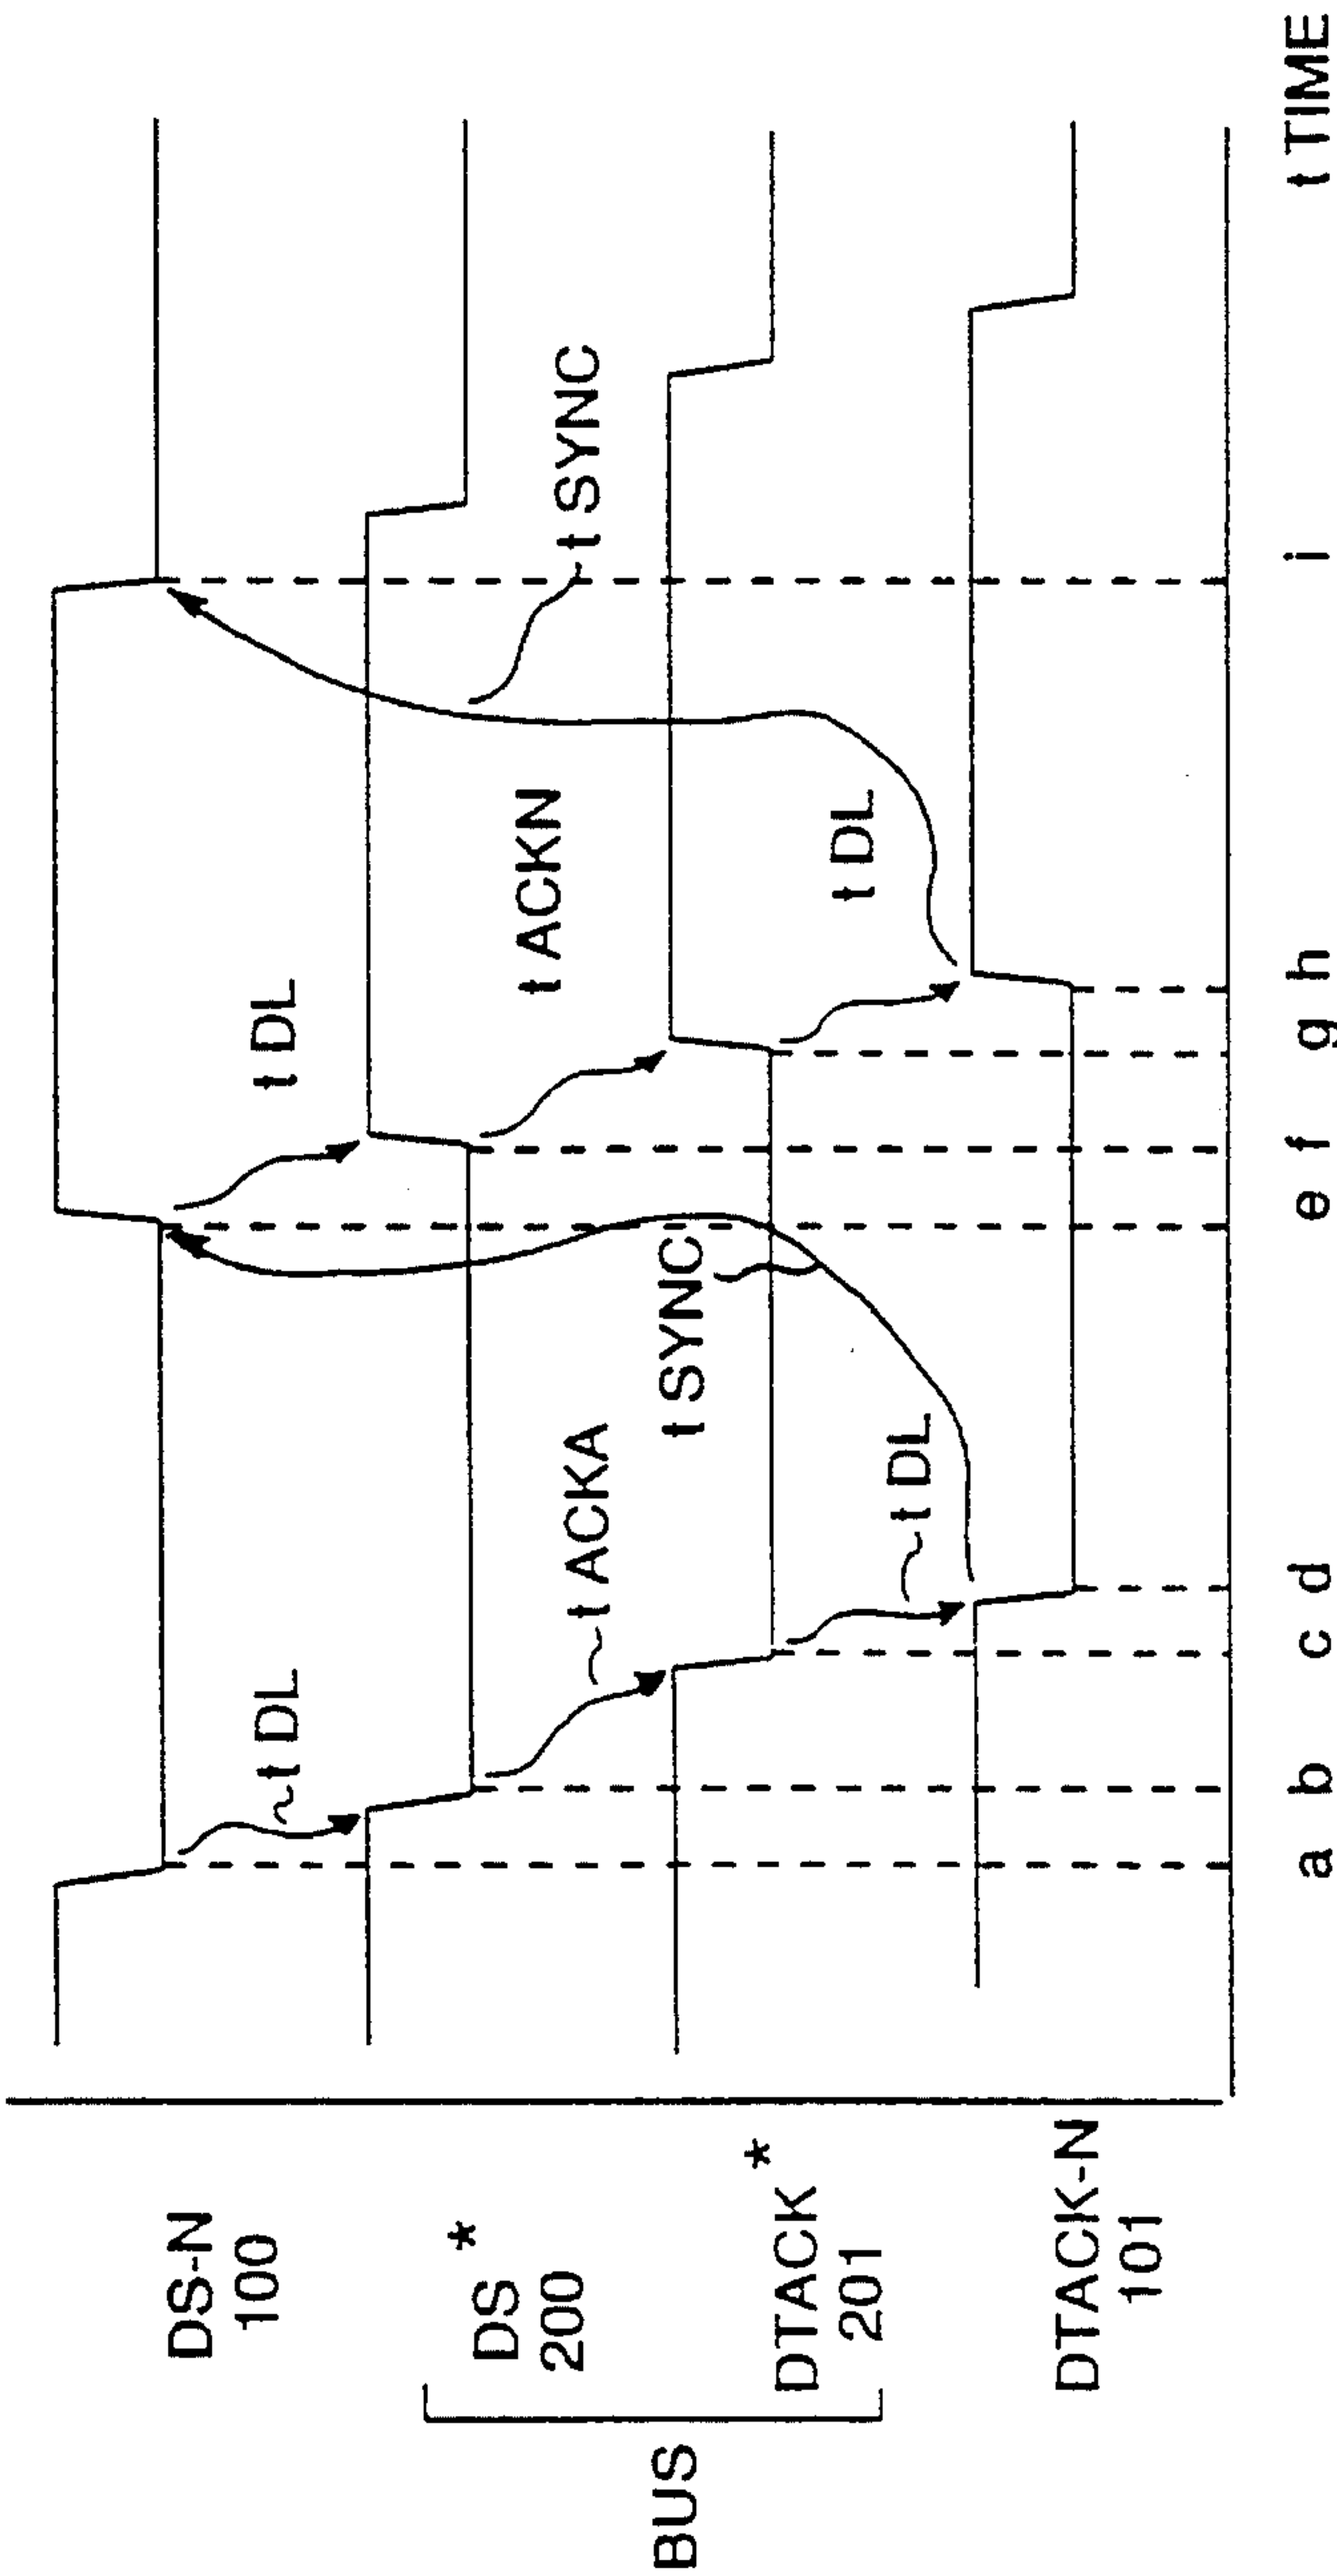 DS-N
100
t DL
t DL
BUS
DS*
200
t ACKA
t ACKN
t SYNC
t SYNC
DTACK*
201
t DL
t DL
DTACK-N
101
a b c d e f g h i t TIME